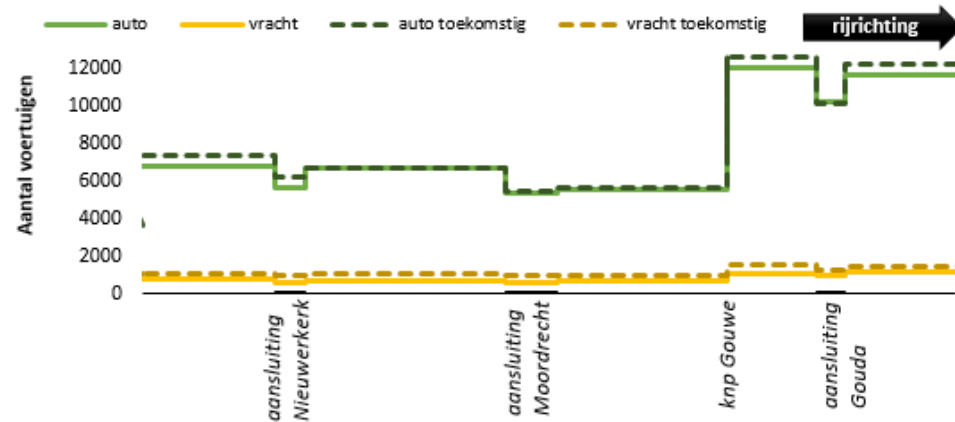 auto vracht auto toekomstig vracht toekomstig rijrichting
Aantal voertuigen
12000
10000
8000
6000
4000
2000
0
aansluiting
Nieuwerkerk
aansluiting
Moordrecht
knp Gouwe
aansluiting
Gouda